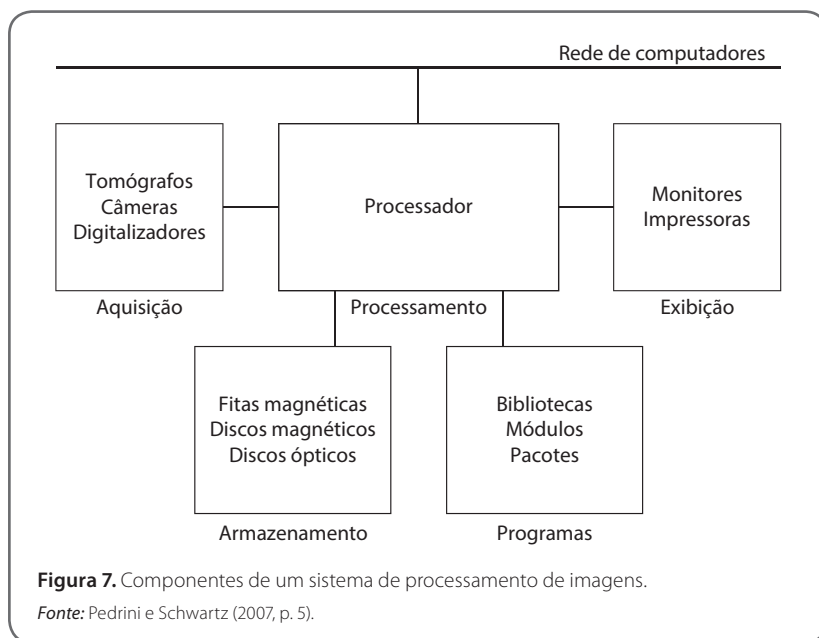 Rede de computadores
Tomógrafos
Câmeras
Digitalizadores
Aquisição
Processador
Processamento
Monitores
Impressoras
Exibição
Fitas magnéticas
Discos magnéticos
Discos ópticos
Armazenamento
Bibliotecas
Módulos
Pacotes
Programas
Figura 7. Componentes de um sistema de processamento de imagens.
Fonte: Pedrini e Schwartz (2007, p. 5).